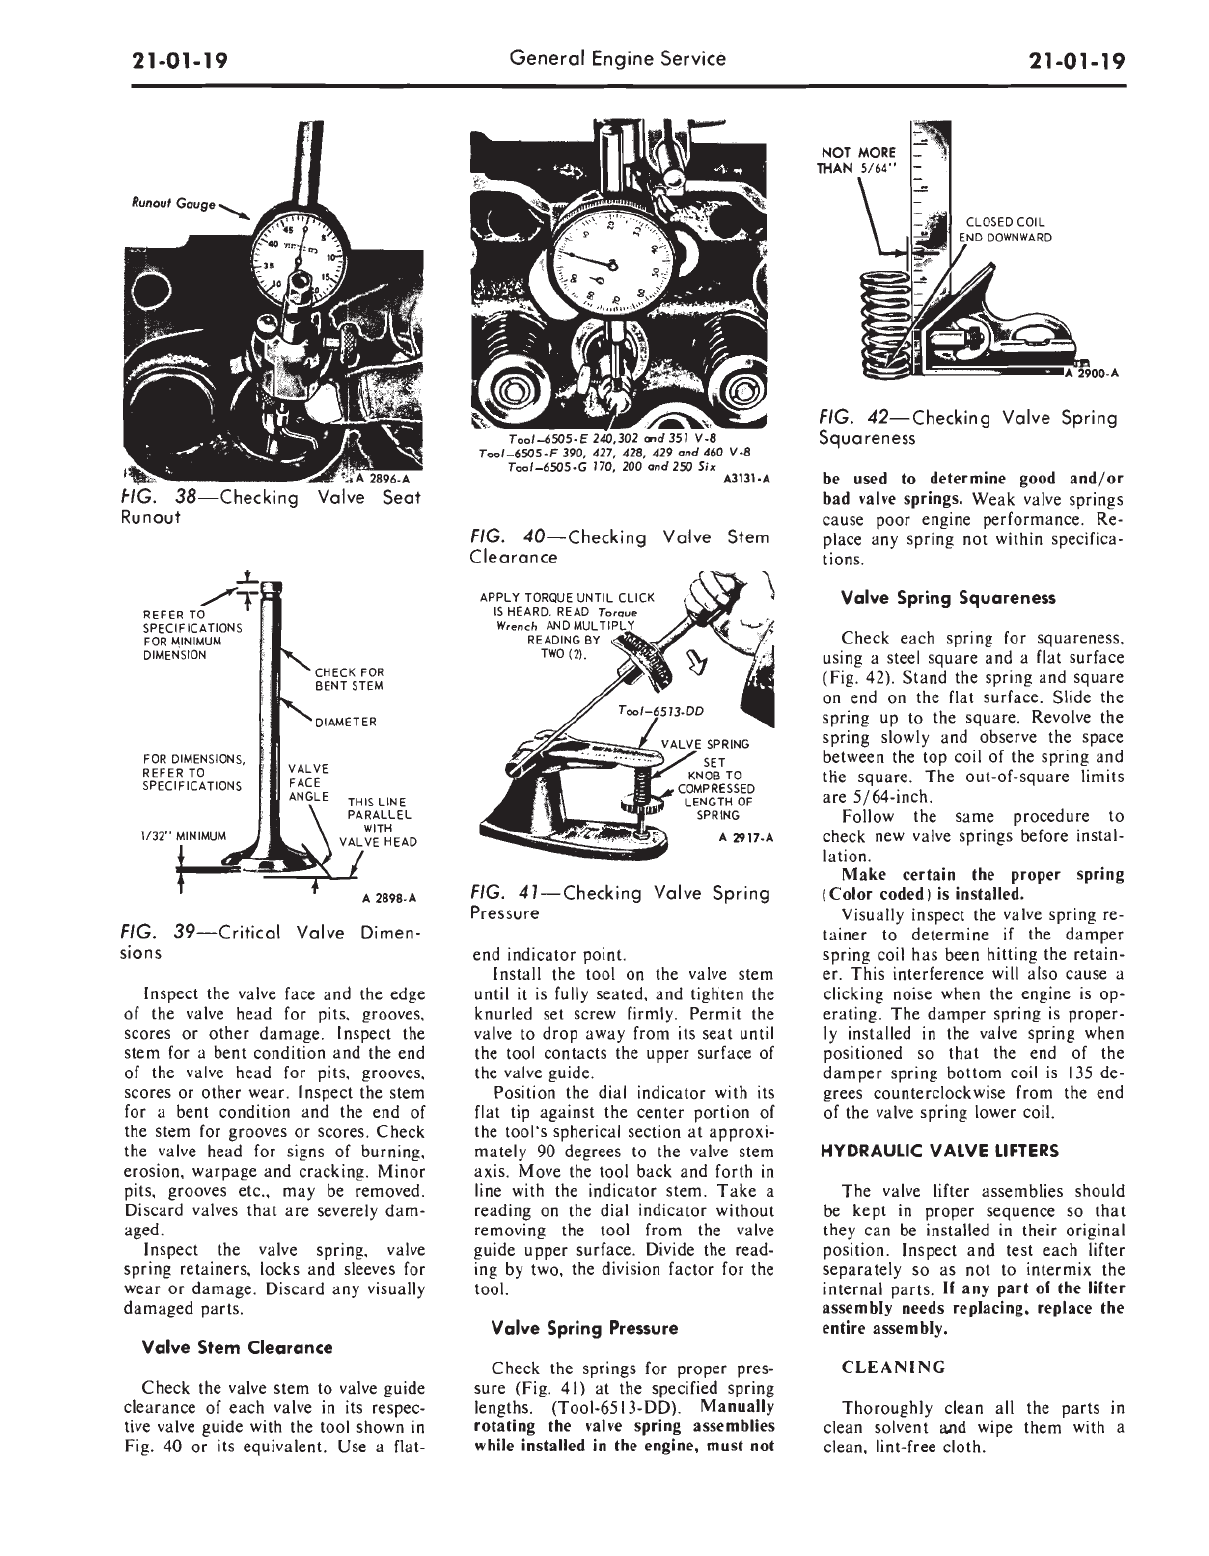 21-01-19
General Engine Service
21-01-19
Runout Gauge
A 2896-A
FIG. 38—Checking Valve Seat
Runout
REFER TO
SPECIFICATIONS
FOR MINIMUM
DIMENSION
CHECK FOR
BENT STEM
DIAMETER
FOR DIMENSIONS,
REFER TO
SPECIFICATIONS
VALVE
FACE
ANGLE
THIS LINE
PARALLEL
WITH
VALVE HEAD
1/32'' MINIMUM
A 2898-A
FIG. 39—Critical Valve Dimen-
sions
Inspect the valve face and the edge
of the valve head for pits, grooves,
scores or other damage. Inspect the
stem for a bent condition and the end
of the valve head for pits, grooves,
scores or other wear. Inspect the stem
for a bent condition and the end of
the stem for grooves or scores. Check
the valve head for signs of burning,
erosion, warpage and cracking. Minor
pits, grooves etc., may be removed.
Discard valves that are severely dam-
aged.
Inspect the valve spring, valve
spring retainers, locks and sleeves for
wear or damage. Discard any visually
damaged parts.
Valve Stem Clearance
Check the valve stem to valve guide
clearance of each valve in its respec-
tive valve guide with the tool shown in
Fig. 40 or its equivalent. Use a flat-
Tool-6505-E 240,302 and 351 V-8
Tool-6505-F 390, 427, 428, 429 and 460 V-8
Tool-6505-G 170, 200 and 250 Six
A3131-A
FIG. 40—Checking Valve Stem
Clearance
APPLY TORQUE UNTIL CLICK
IS HEARD. READ Torque
Wrench AND MULTIPLY
READING BY
TWO (2).
Tool-6513-DD
VALVE SPRING
SET
KNOB TO
COMPRESSED
LENGTH OF
SPRING
A 2917-A
FIG. 41—Checking Valve Spring
Pressure
end indicator point.
Install the tool on the valve stem
until it is fully seated, and tighten the
knurled set screw firmly. Permit the
valve to drop away from its seat until
the tool contacts the upper surface of
the valve guide.
Position the dial indicator with its
flat tip against the center portion of
the tool's spherical section at approxi-
mately 90 degrees to the valve stem
axis. Move the tool back and forth in
line with the indicator stem. Take a
reading on the dial indicator without
removing the tool from the valve
guide upper surface. Divide the read-
ing by two, the division factor for the
tool.
Valve Spring Pressure
Check the springs for proper pres-
sure (Fig. 41) at the specified spring
lengths. (Tool-6513-DD). Manually
rotating the valve spring assemblies
while installed in the engine, must not
NOT MORE
THAN 5/64''
CLOSED COIL
END DOWNWARD
A 2900-A
FIG. 42—Checking Valve Spring
Squareness
be used to determine good and/or
bad valve springs. Weak valve springs
cause poor engine performance. Re-
place any spring not within specifica-
tions.
Valve Spring Squareness
Check each spring for squareness,
using a steel square and a flat surface
(Fig. 42). Stand the spring and square
on end on the flat surface. Slide the
spring up to the square. Revolve the
spring slowly and observe the space
between the top coil of the spring and
the square. The out-of-square limits
are 5/64-inch.
Follow the same procedure to
check new valve springs before instal-
lation.
Make certain the proper spring
(Color coded) is installed.
Visually inspect the valve spring re-
tainer to determine if the damper
spring coil has been hitting the retain-
er. This interference will also cause a
clicking noise when the engine is op-
erating. The damper spring is proper-
ly installed in the valve spring when
positioned so that the end of the
damper spring bottom coil is 135 de-
grees counterclockwise from the end
of the valve spring lower coil.
HYDRAULIC VALVE LIFTERS
The valve lifter assemblies should
be kept in proper sequence so that
they can be installed in their original
position. Inspect and test each lifter
separately so as not to intermix the
internal parts. If any part of the lifter
assembly needs replacing, replace the
entire assembly.
CLEANING
Thoroughly clean all the parts in
clean solvent and wipe them with a
clean, lint-free cloth.